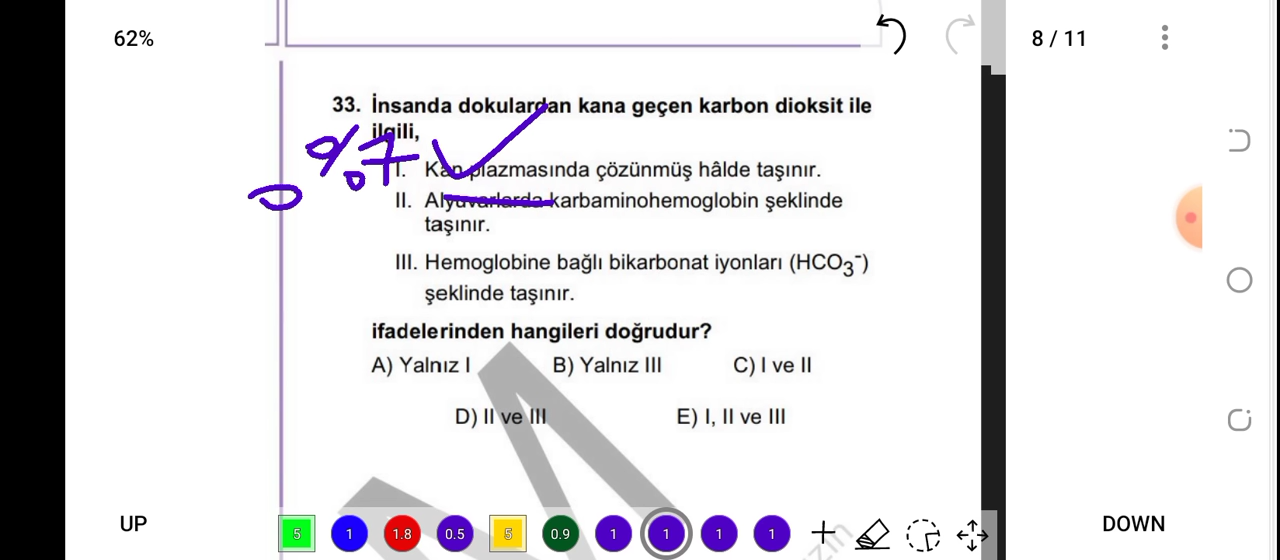 62%
8 / 11
33. İnsanda dokulardan kana geçen karbon dioksit ile
ilgili,
%7
I. Kan plazmasında çözünmüş hâlde taşınır.
II. Alyuvarlarda karbaminohemoglobin şeklinde
taşınır.
III. Hemoglobine bağlı bikarbonat iyonları (HCO3⁻)
şeklinde taşınır.
ifadelerinden hangileri doğrudur?
A) Yalnız I B) Yalnız III C) I ve II
D) II ve III E) I, II ve III
UP
5 1 1.8 0.5 5 0.9 1 1 1 1
DOWN